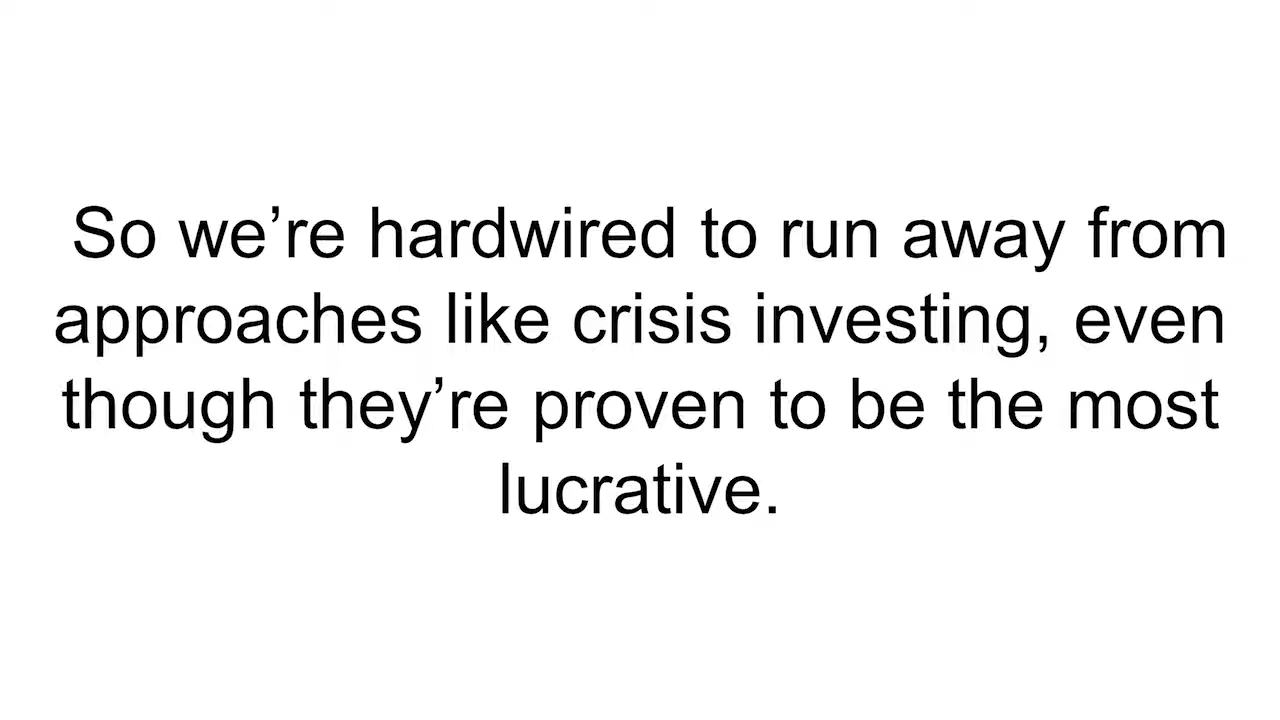 So we’re hardwired to run away from
approaches like crisis investing, even
though they’re proven to be the most
lucrative.